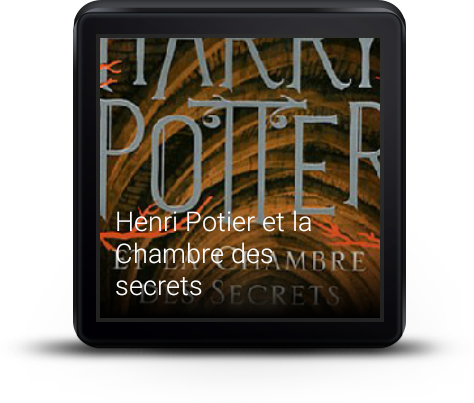 HARRY
POTTER
Henri Potier et la
ET LA CHAMBRE
Chambre des
DES SECRETS
secrets